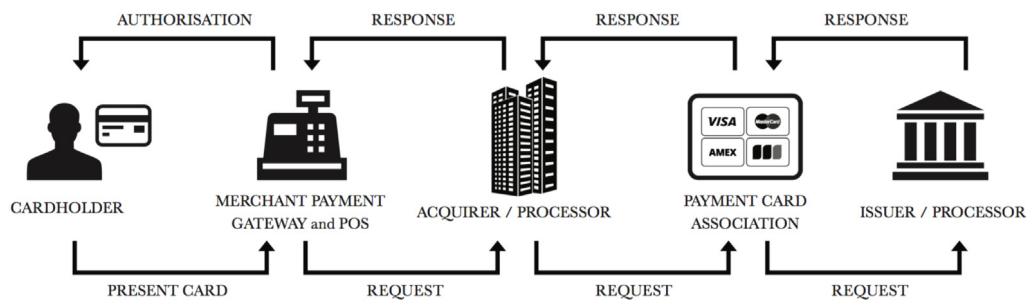 AUTHORISATION
RESPONSE
RESPONSE
RESPONSE
VISA
MasterCard
AMEX
CARDHOLDER
MERCHANT PAYMENT
GATEWAY and POS
ACQUIRER / PROCESSOR
PAYMENT CARD
ASSOCIATION
ISSUER / PROCESSOR
PRESENT CARD
REQUEST
REQUEST
REQUEST